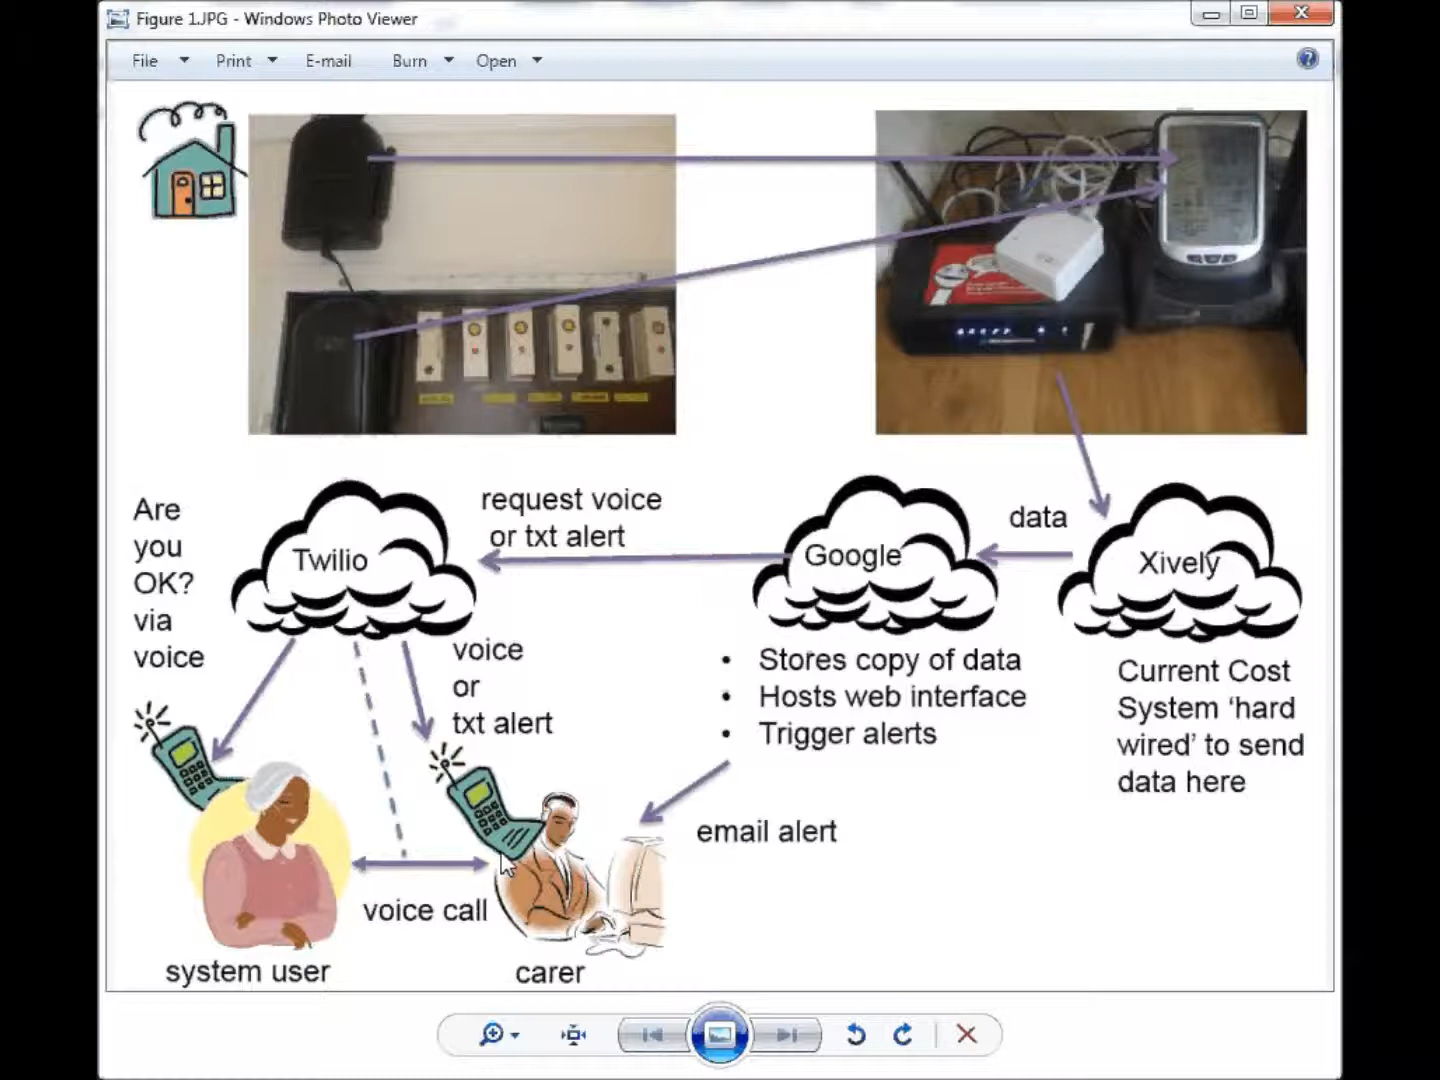 Figure 1.JPG - Windows Photo Viewer
File Print E-mail Burn Open
Are
you
OK?
via
voice
Twilio
request voice
or txt alert
Google
data
Xively
voice
or
txt alert
• Stores copy of data
• Hosts web interface
• Trigger alerts
Current Cost
System ‘hard
wired’ to send
data here
email alert
voice call
system user
carer